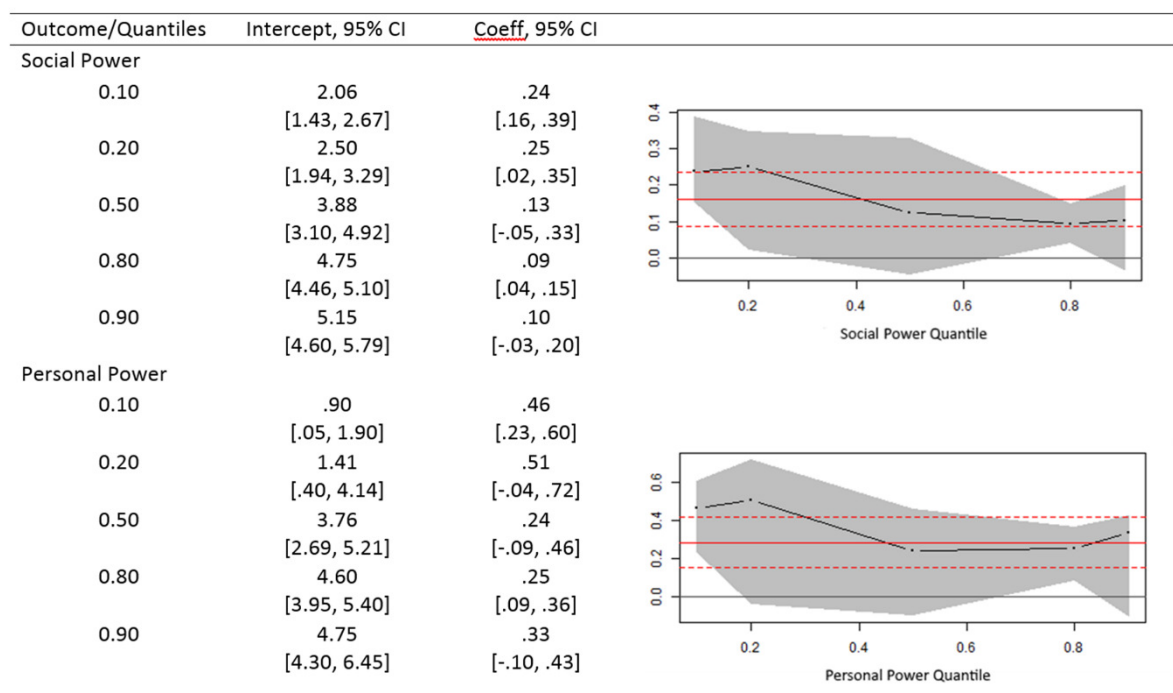 Outcome/Quantiles Intercept, 95% CI Coeff, 95% CI
Social Power
0.10 2.06 .24
[1.43, 2.67] [.16, .39]
0.20 2.50 .25
[1.94, 3.29] [.02, .35]
0.50 3.88 .13
[3.10, 4.92] [-.05, .33]
0.80 4.75 .09
[4.46, 5.10] [.04, .15]
0.90 5.15 .10
[4.60, 5.79] [-.03, .20]
0.4
0.3
0.2
0.1
0.0
0.2 0.4 0.6 0.8
Social Power Quantile
Personal Power
0.10 .90 .46
[.05, 1.90] [.23, .60]
0.20 1.41 .51
[.40, 4.14] [-.04, .72]
0.50 3.76 .24
[2.69, 5.21] [-.09, .46]
0.80 4.60 .25
[3.95, 5.40] [.09, .36]
0.90 4.75 .33
[4.30, 6.45] [-.10, .43]
0.6
0.4
0.2
0.0
0.2 0.4 0.6 0.8
Personal Power Quantile